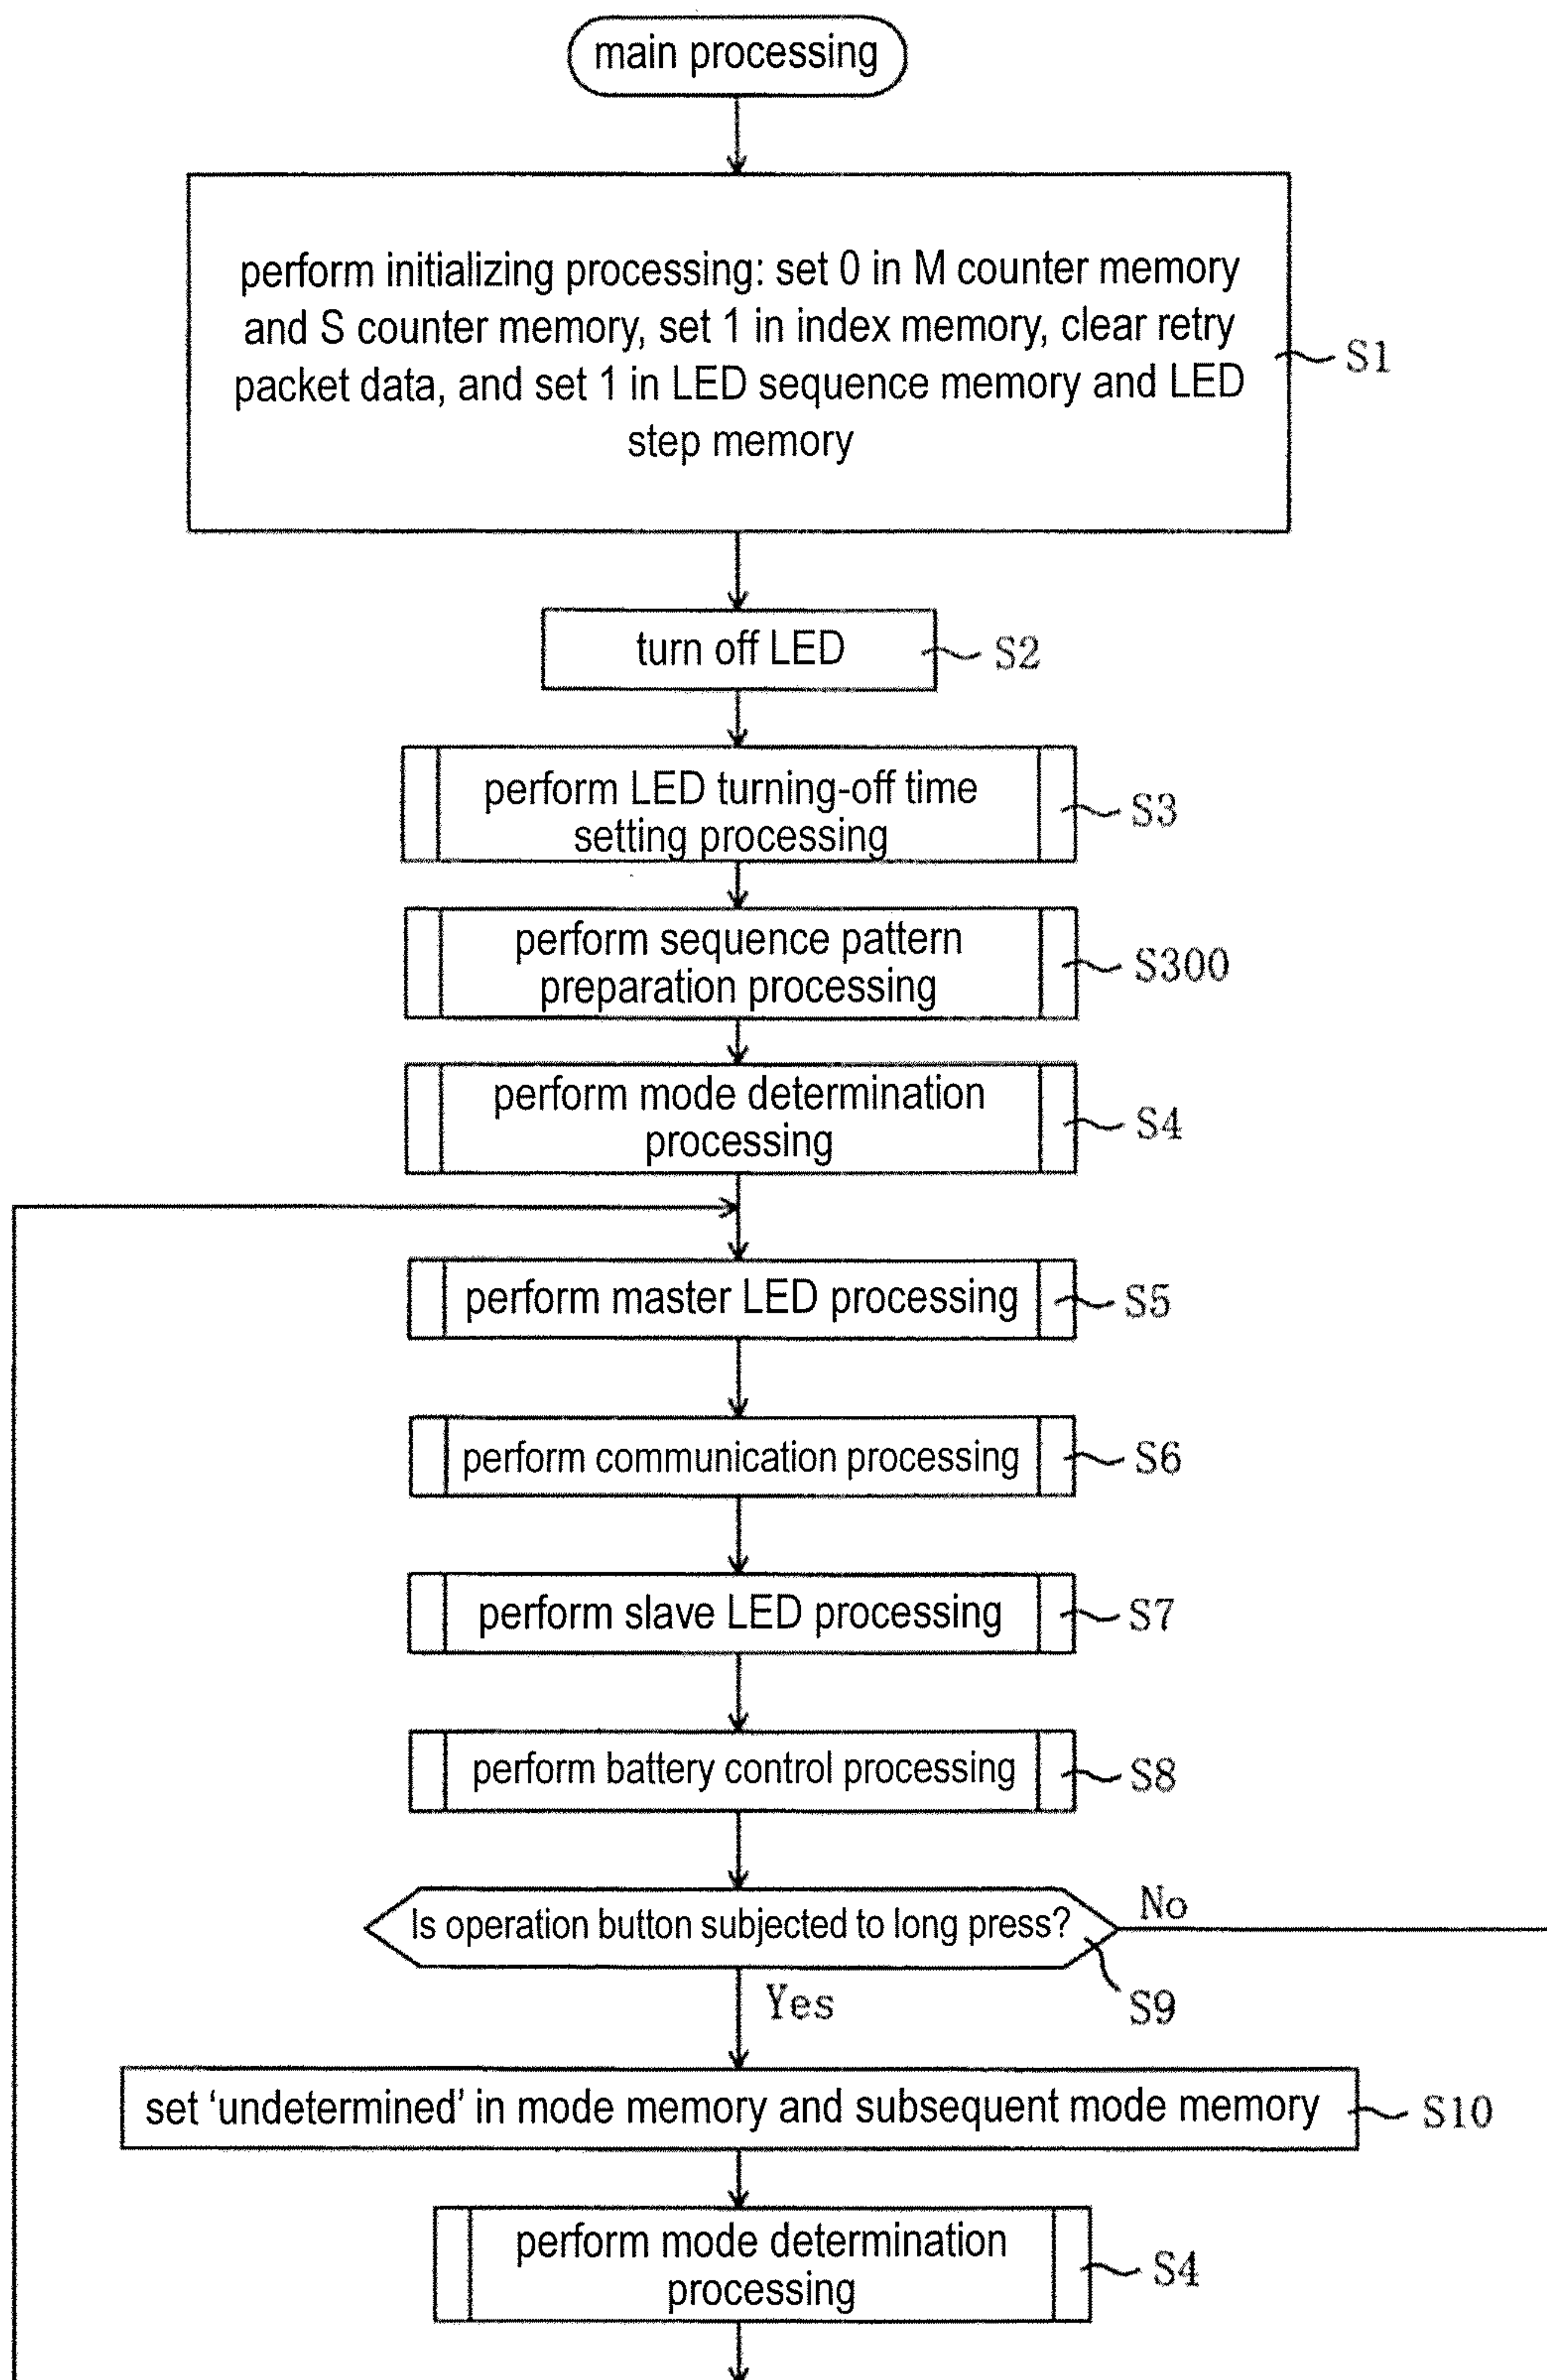 main processing
perform initializing processing: set 0 in M counter memory
and S counter memory, set 1 in index memory, clear retry
packet data, and set 1 in LED sequence memory and LED
step memory
S1
turn off LED
S2
perform LED turning-off time
setting processing
S3
perform sequence pattern
preparation processing
S300
perform mode determination
processing
S4
perform master LED processing
S5
perform communication processing
S6
perform slave LED processing
S7
perform battery control processing
S8
Is operation button subjected to long press?
No
S9
Yes
set ‘undetermined’ in mode memory and subsequent mode memory
S10
perform mode determination
processing
S4